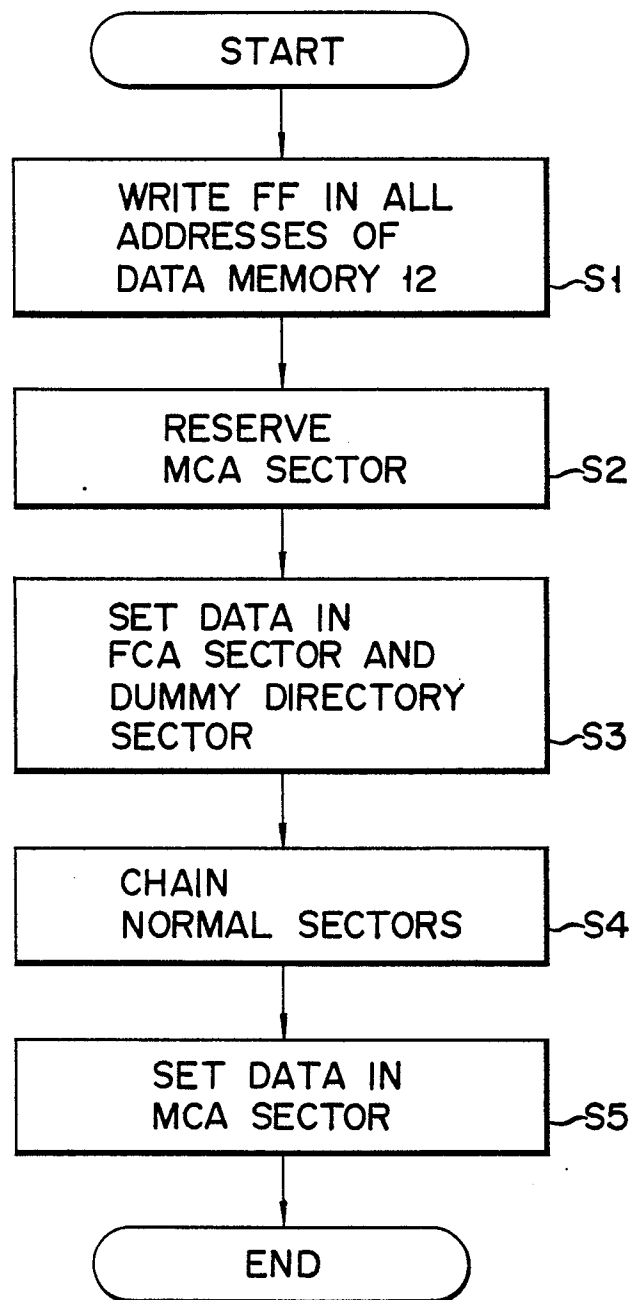 START
WRITE FF IN ALL
ADDRESSES OF
DATA MEMORY 12
S1
RESERVE
MCA SECTOR
S2
SET DATA IN
FCA SECTOR AND
DUMMY DIRECTORY
SECTOR
S3
CHAIN
NORMAL SECTORS
S4
SET DATA IN
MCA SECTOR
S5
END